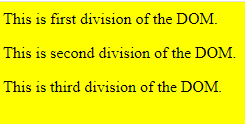 This is first division of the DOM.
This is second division of the DOM.
This is third division of the DOM.